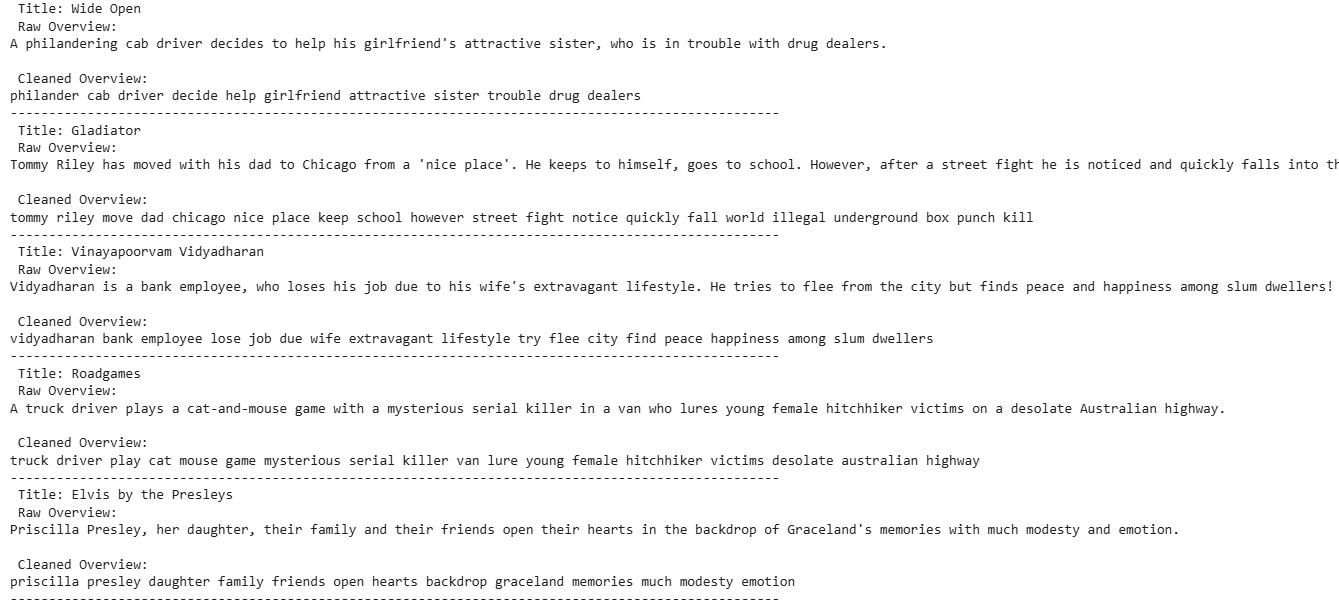 Title: Wide Open
Raw Overview:
A philandering cab driver decides to help his girlfriend's attractive sister, who is in trouble with drug dealers.
Cleaned Overview:
philander cab driver decide help girlfriend attractive sister trouble drug dealers
----------------------------------------------------------------------------------------------------
Title: Gladiator
Raw Overview:
Tommy Riley has moved with his dad to Chicago from a 'nice place'. He keeps to himself, goes to school. However, after a street fight he is noticed and quickly falls into th
Cleaned Overview:
tommy riley move dad chicago nice place keep school however street fight notice quickly fall world illegal underground box punch kill
----------------------------------------------------------------------------------------------------
Title: Vinayapoorvam Vidyadharan
Raw Overview:
Vidyadharan is a bank employee, who loses his job due to his wife's extravagant lifestyle. He tries to flee from the city but finds peace and happiness among slum dwellers!
Cleaned Overview:
vidyadharan bank employee lose job due wife extravagant lifestyle try flee city find peace happiness among slum dwellers
----------------------------------------------------------------------------------------------------
Title: Roadgames
Raw Overview:
A truck driver plays a cat-and-mouse game with a mysterious serial killer in a van who lures young female hitchhiker victims on a desolate Australian highway.
Cleaned Overview:
truck driver play cat mouse game mysterious serial killer van lure young female hitchhiker victims desolate australian highway
----------------------------------------------------------------------------------------------------
Title: Elvis by the Presleys
Raw Overview:
Priscilla Presley, her daughter, their family and their friends open their hearts in the backdrop of Graceland's memories with much modesty and emotion.
Cleaned Overview:
priscilla presley daughter family friends open hearts backdrop graceland memories much modesty emotion
----------------------------------------------------------------------------------------------------